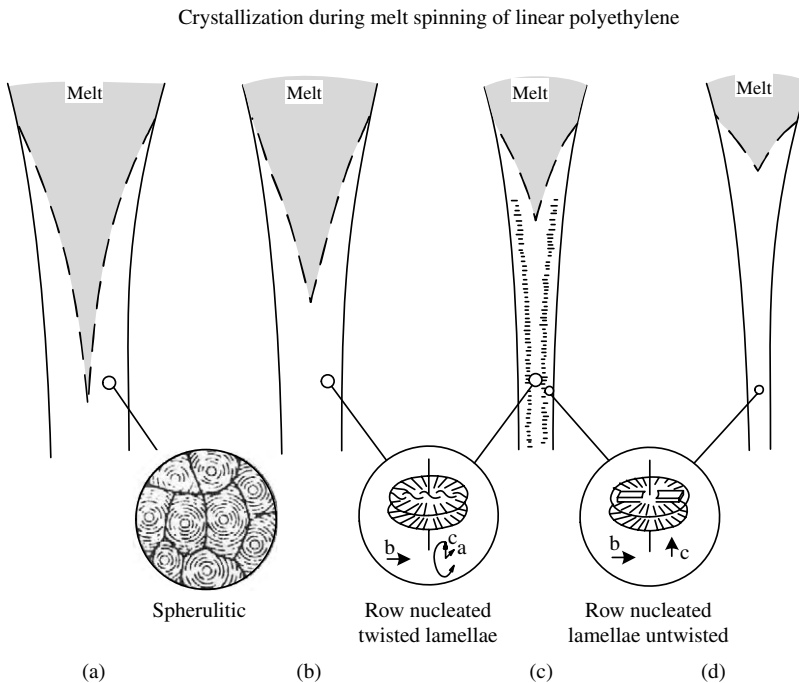 Crystallization during melt spinning of linear polyethylene
Melt
Melt
Melt
Melt
b
c
a
b
c
Spherulitic
Row nucleated
twisted lamellae
Row nucleated
lamellae untwisted
(a)
(b)
(c)
(d)